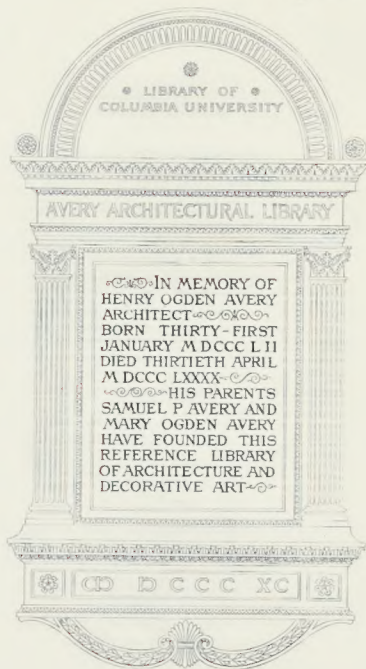 LIBRARY OF
COLUMBIA UNIVERSITY
AVERY ARCHITECTURAL LIBRARY
IN MEMORY OF
HENRY OGDEN AVERY
ARCHITECT
BORN THIRTY-FIRST
JANUARY M DCCC L II
DIED THIRTIETH APRIL
M DCCC LXXXX
HIS PARENTS
SAMUEL P AVERY AND
MARY OGDEN AVERY
HAVE FOUNDED THIS
REFERENCE LIBRARY
OF ARCHITECTURE AND
DECORATIVE ART
M D C C C XC